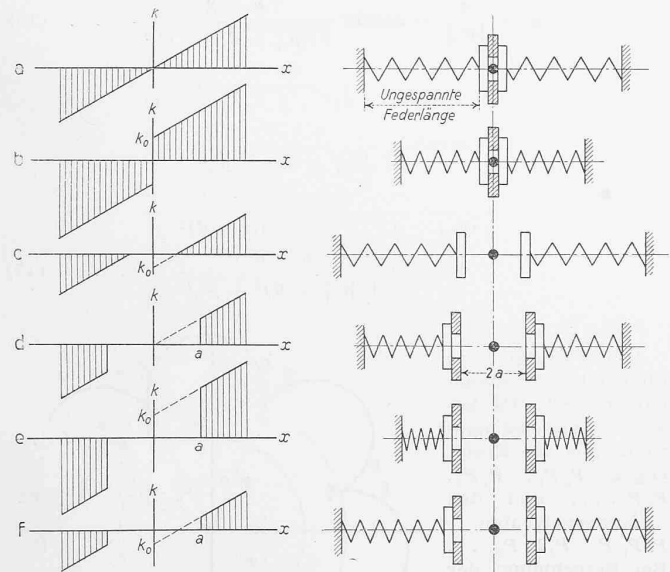 k
a x
Ungespannte
Federlänge
k
k₀
b x
k
c x
k₀
k
d x
a
2a
k
k₀
e x
a
k
f x
k₀ a